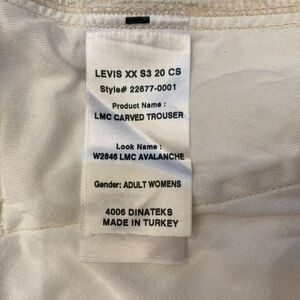 LEVIS XX S3 20 CS
Style# 22677-0001
Product Name :
LMC CARVED TROUSER
Look Name :
W2846 LMC AVALANCHE
Gender: ADULT WOMENS
4006 DINATEKS
MADE IN TURKEY